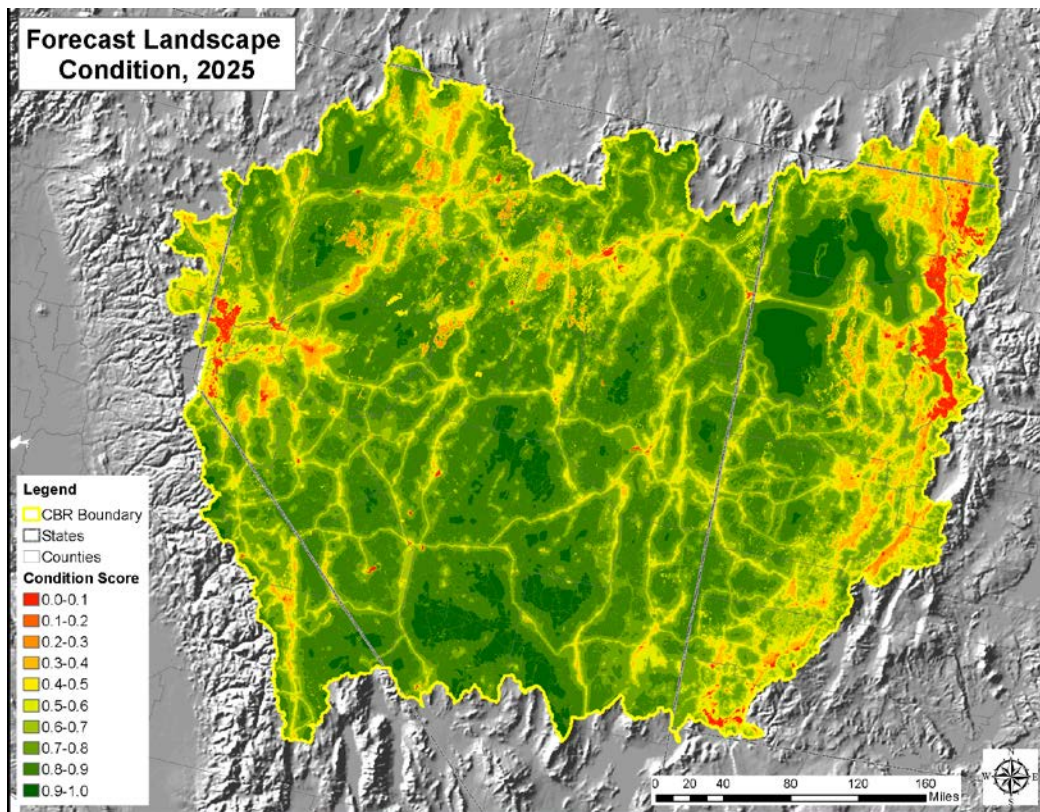 Forecast Landscape
Condition, 2025
Legend
CBR Boundary
States
Counties
Condition Score
0.0-0.1
0.1-0.2
0.2-0.3
0.3-0.4
0.4-0.5
0.5-0.6
0.6-0.7
0.7-0.8
0.8-0.9
0.9-1.0
N
W E
S
0 20 40 80 120 160
Miles